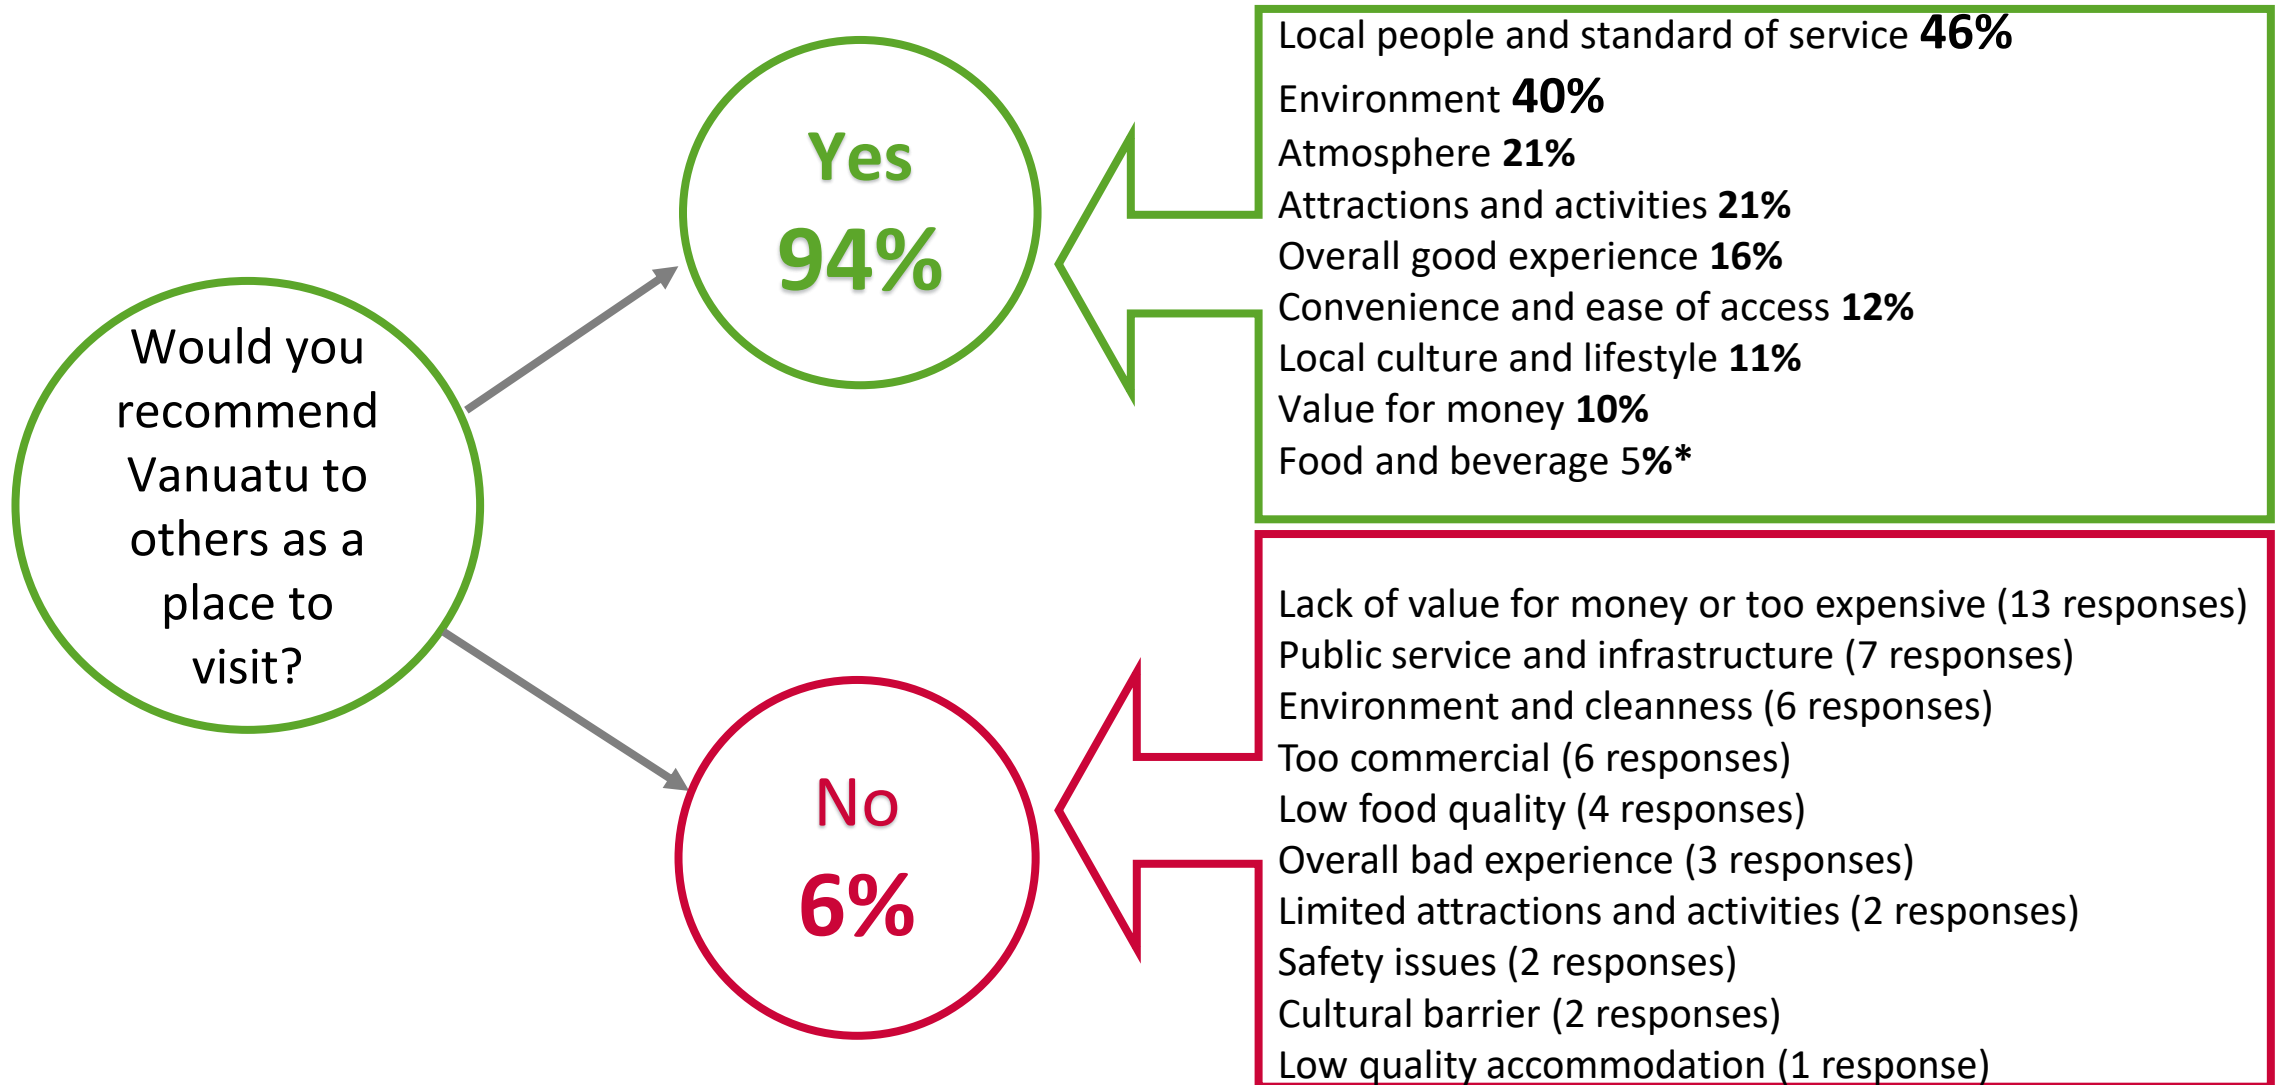 Would you
recommend
Vanuatu to
others as a
place to
visit?
Yes
94%
Local people and standard of service 46%
Environment 40%
Atmosphere 21%
Attractions and activities 21%
Overall good experience 16%
Convenience and ease of access 12%
Local culture and lifestyle 11%
Value for money 10%
Food and beverage 5%*
No
6%
Lack of value for money or too expensive (13 responses)
Public service and infrastructure (7 responses)
Environment and cleanness (6 responses)
Too commercial (6 responses)
Low food quality (4 responses)
Overall bad experience (3 responses)
Limited attractions and activities (2 responses)
Safety issues (2 responses)
Cultural barrier (2 responses)
Low quality accommodation (1 response)